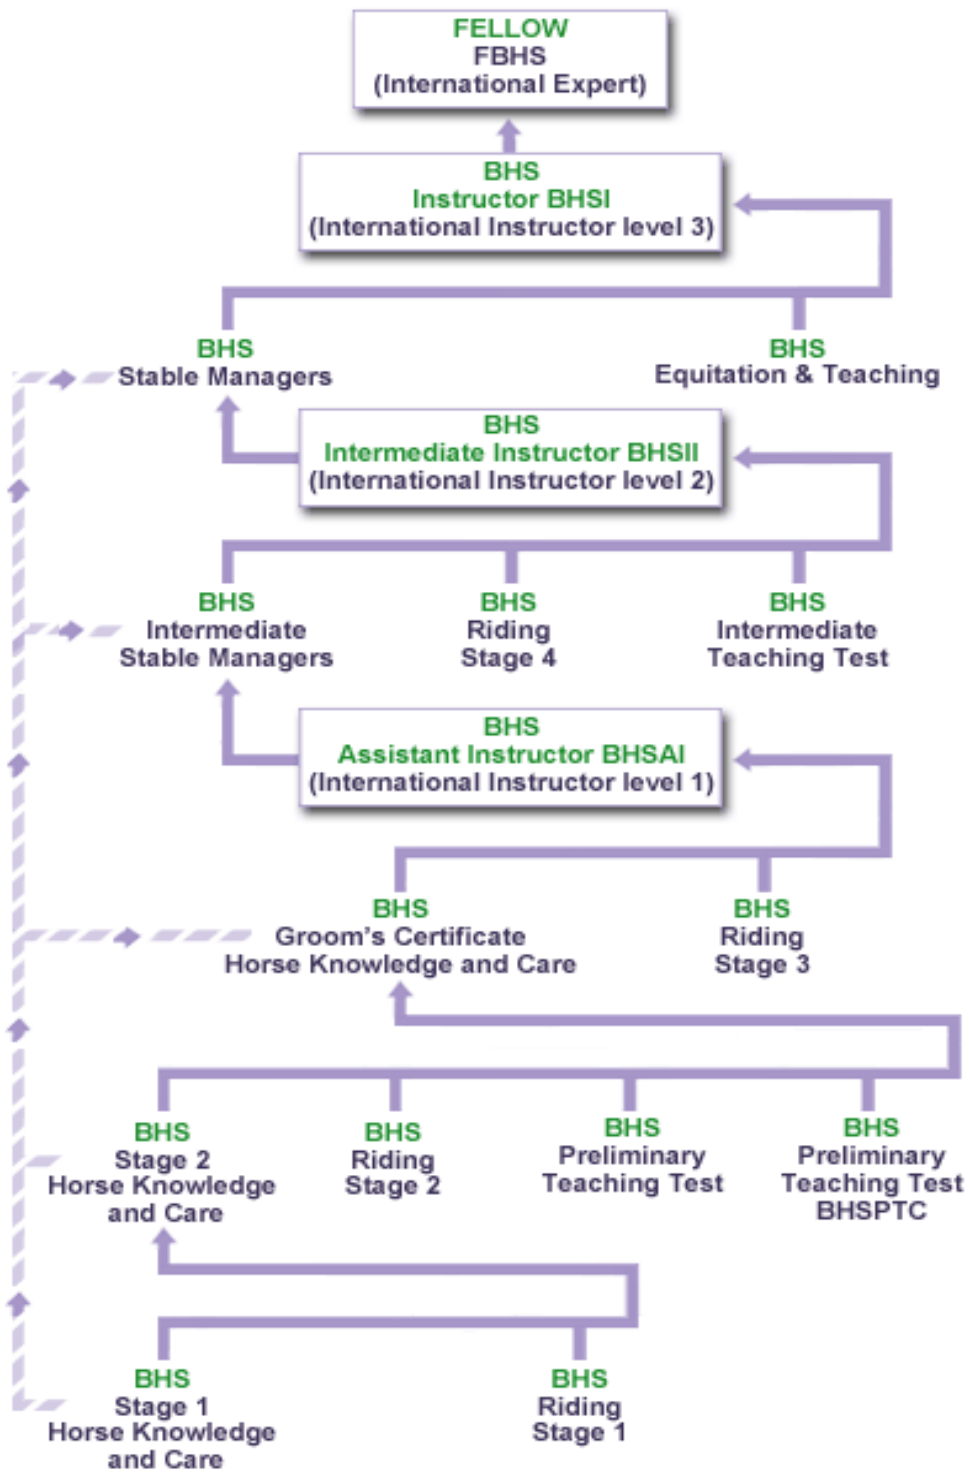 FELLOW
FBHS
(International Expert)
BHS
Instructor BHSI
(International Instructor level 3)
BHS
Stable Managers
BHS
Equitation & Teaching
BHS
Intermediate Instructor BHSII
(International Instructor level 2)
BHS
Intermediate
Stable Managers
BHS
Riding
Stage 4
BHS
Intermediate
Teaching Test
BHS
Assistant Instructor BHSAI
(International Instructor level 1)
BHS
Groom's Certificate
Horse Knowledge and Care
BHS
Riding
Stage 3
BHS
Stage 2
Horse Knowledge
and Care
BHS
Riding
Stage 2
BHS
Preliminary
Teaching Test
BHS
Preliminary
Teaching Test
BHSPTC
BHS
Stage 1
Horse Knowledge
and Care
BHS
Riding
Stage 1